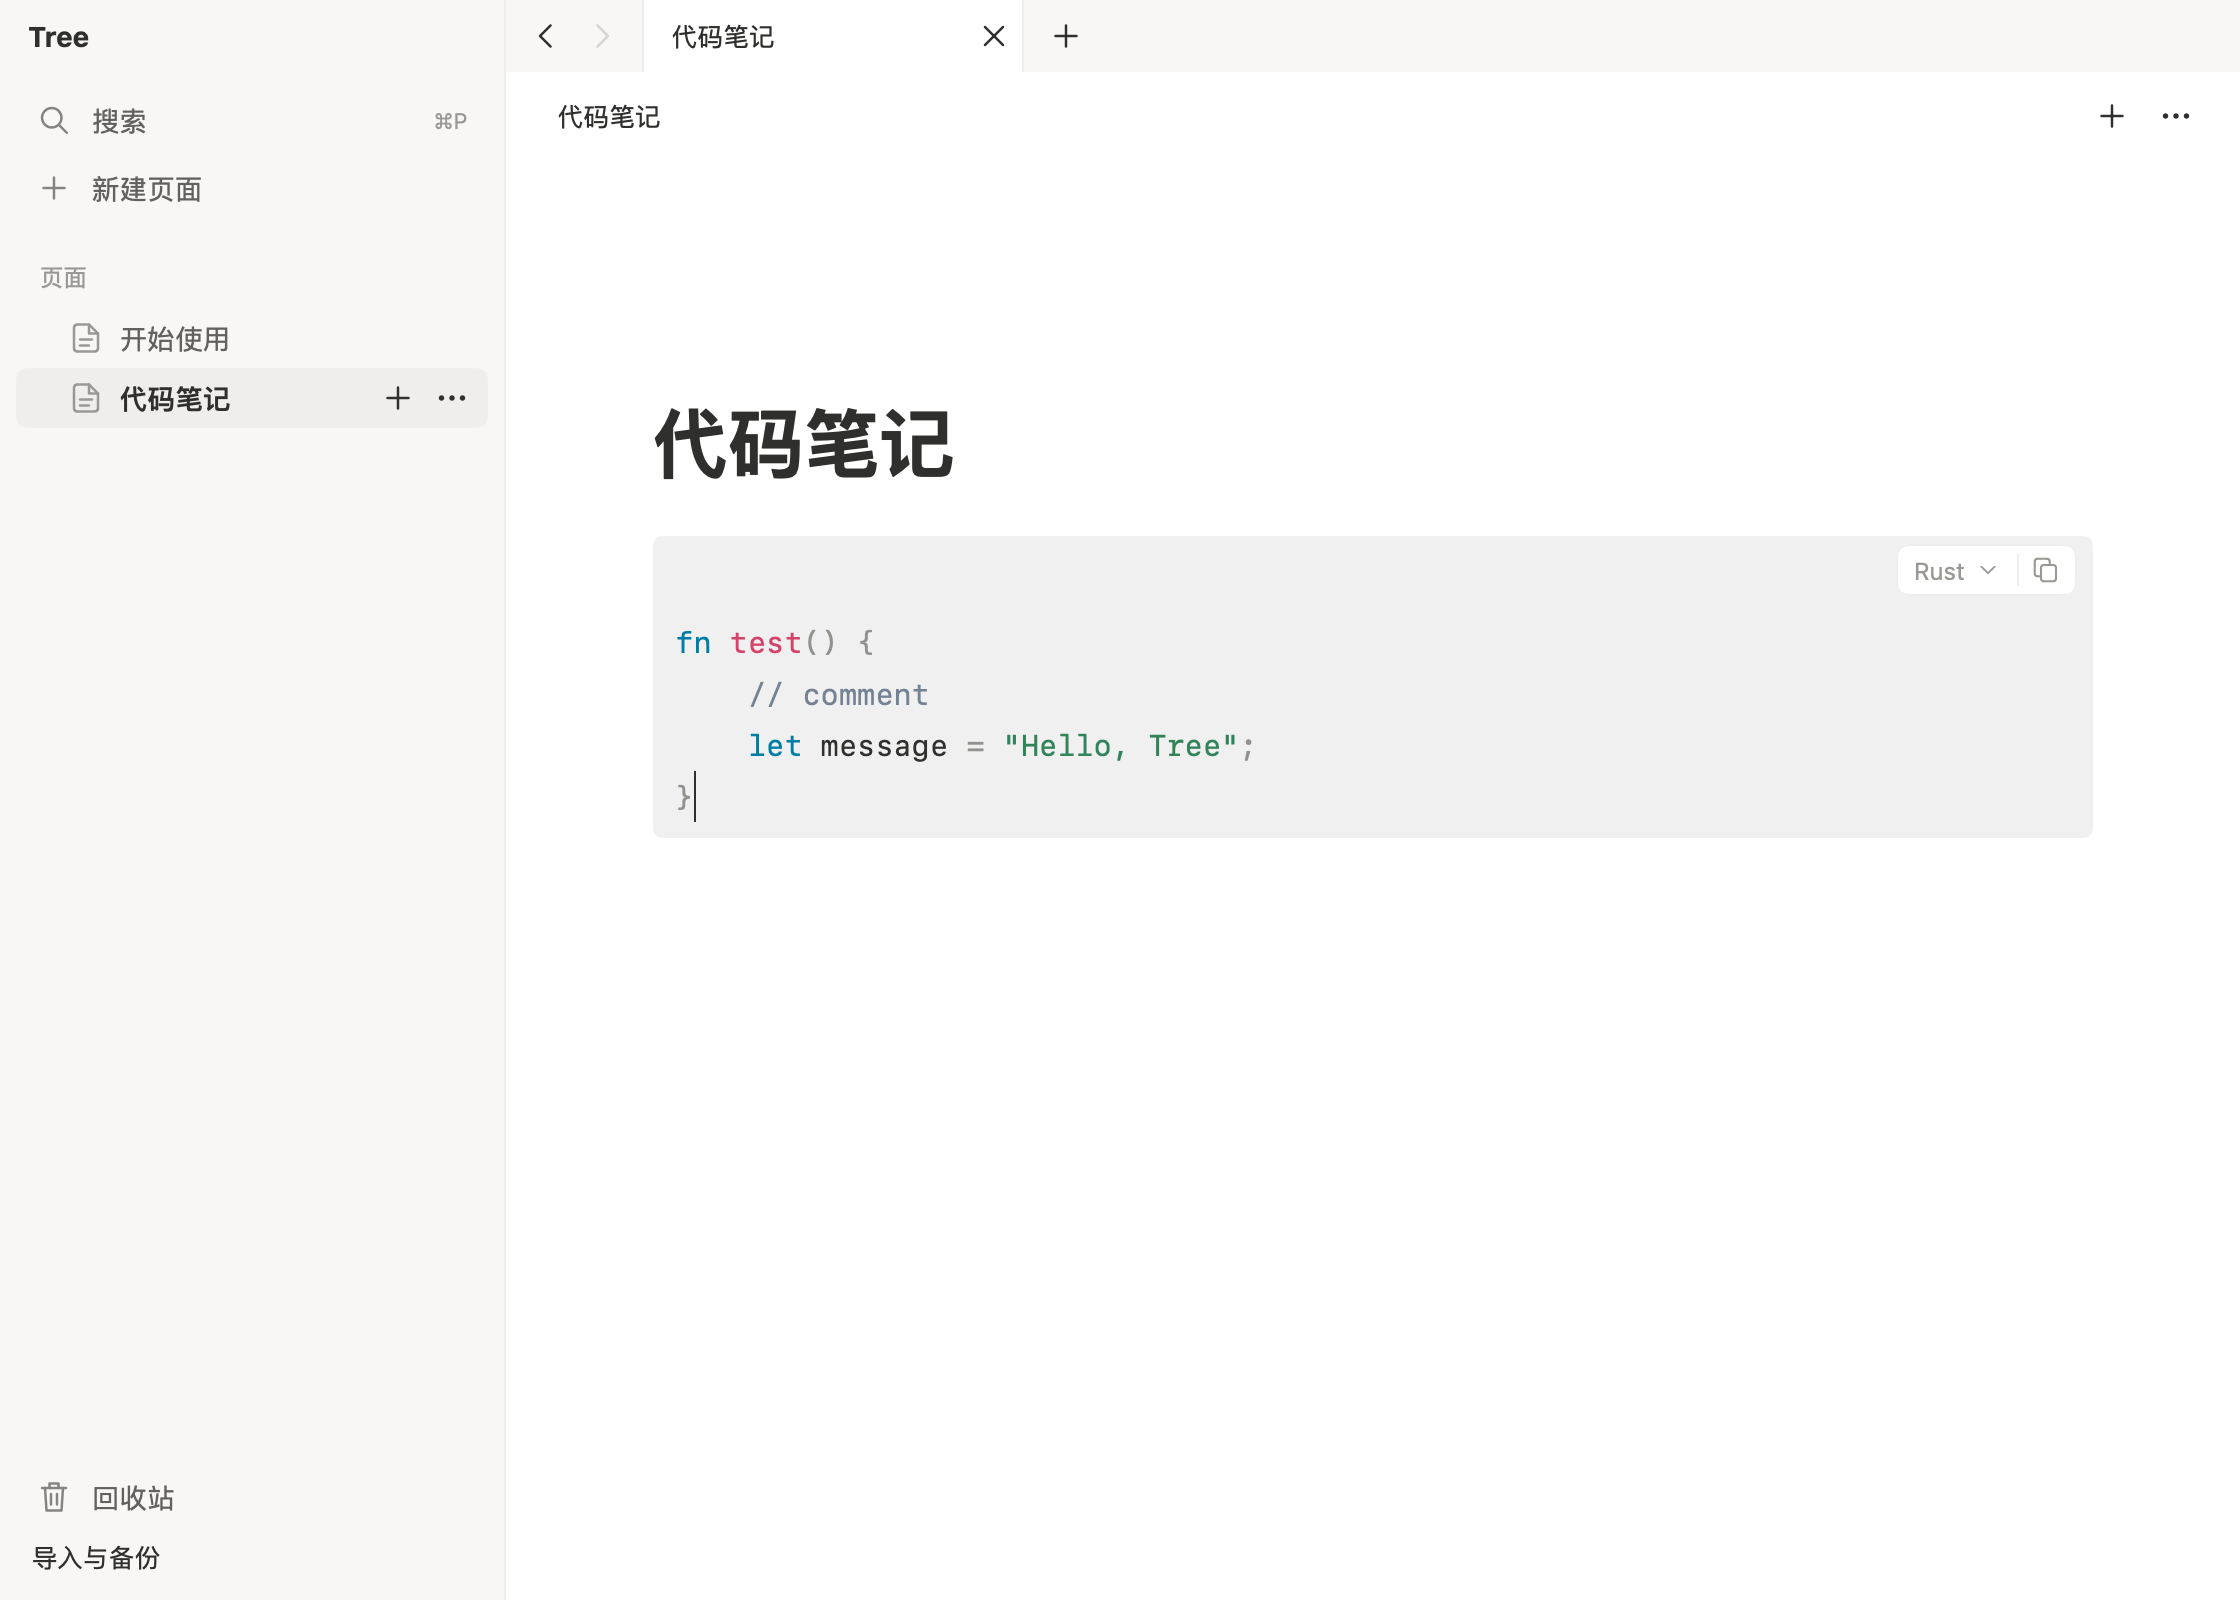 Tree
搜索 ⌘P
新建页面
页面
开始使用
代码笔记
回收站
导入与备份
代码笔记
代码笔记
代码笔记
Rust
fn test() {
    // comment
    let message = "Hello, Tree";
}